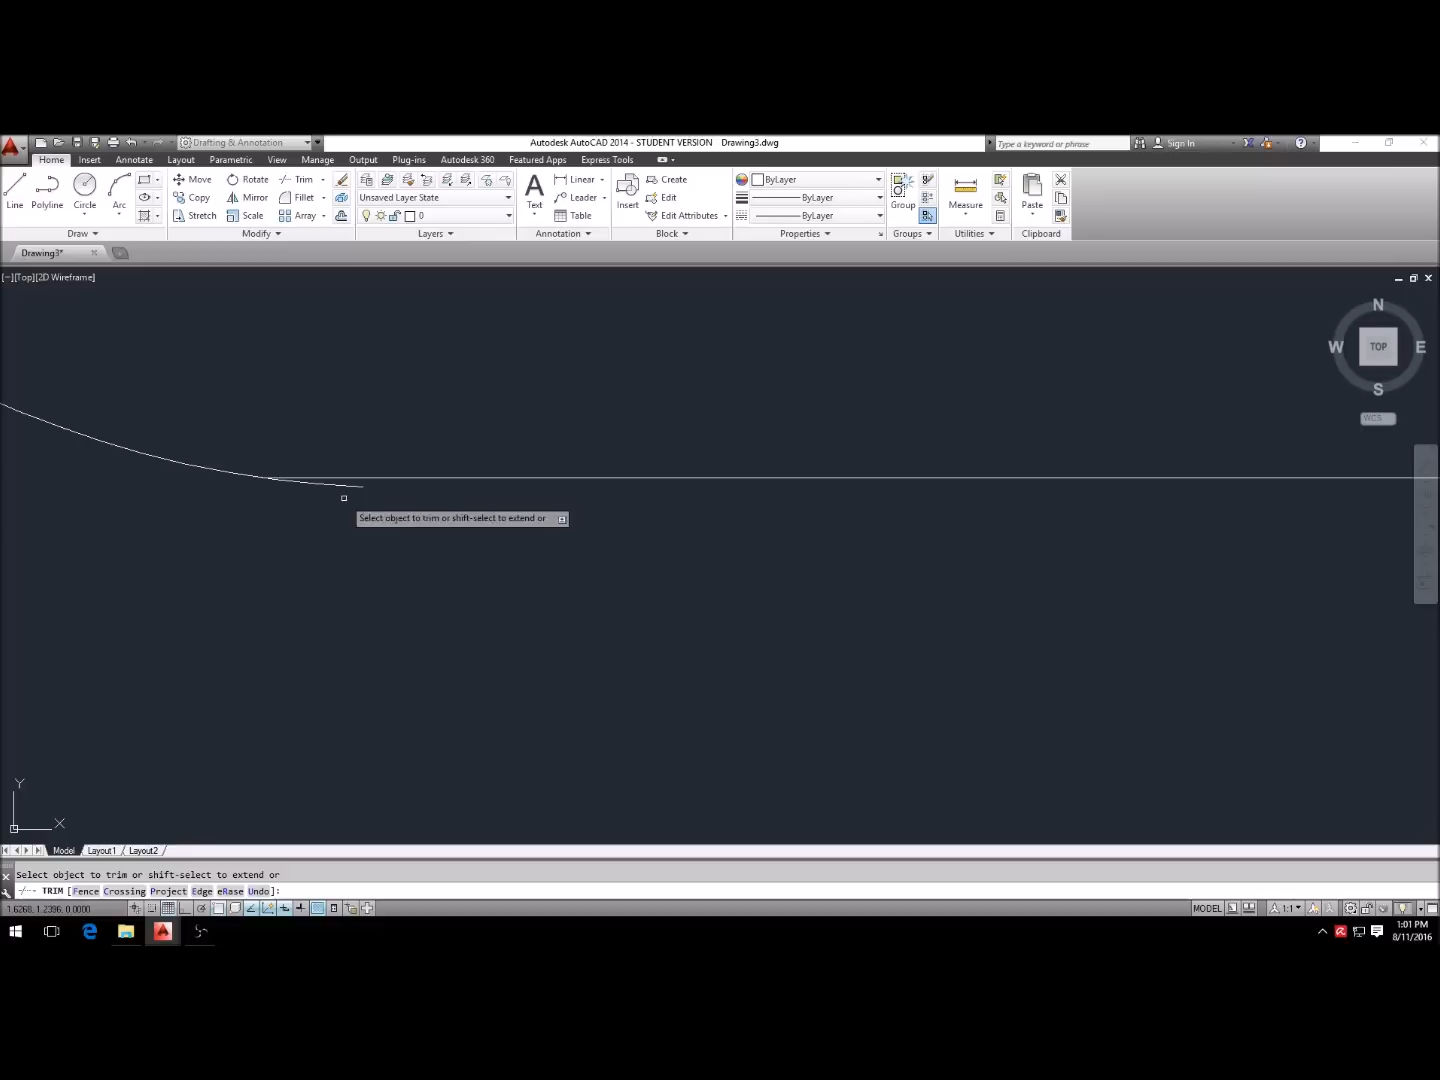 Drafting & Annotation
Autodesk AutoCAD 2014 - STUDENT VERSION Drawing3.dwg
Type a keyword or phrase
Sign In
Home Insert Annotate Layout Parametric View Manage Output Plug-ins Autodesk 360 Featured Apps Express Tools
Move Rotate Trim
Linear Create ByLayer
Copy Mirror Fillet Unsaved Layer State
Leader Edit ByLayer
Line Polyline Circle Arc Text Insert Group Measure Paste
Stretch Scale Array 0
Table Edit Attributes ByLayer
Draw Modify Layers Annotation Block Properties Groups Utilities Clipboard
Drawing3*
[−][Top][2D Wireframe]
N
W TOP E
S
WCS
Select object to trim or shift-select to extend or
Y
X
Model Layout1 Layout2
Select object to trim or shift-select to extend or
TRIM [Fence Crossing Project Edge eRase Undo]:
1.6268, 1.2396, 0.0000
MODEL 1:1
1:01 PM
8/11/2016